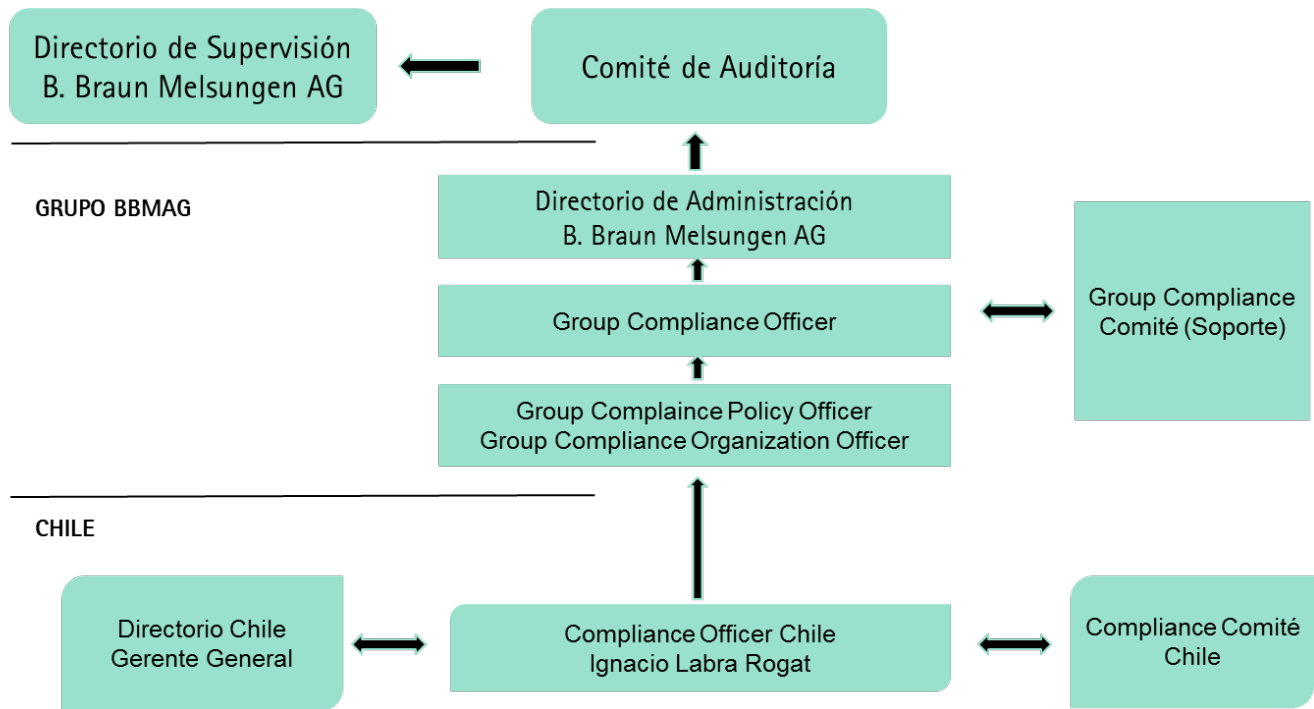 Directorio de Supervisión
B. Braun Melsungen AG
Comité de Auditoría
GRUPO BBMAG
Directorio de Administración
B. Braun Melsungen AG
Group Compliance Officer
Group Compliance
Comité (Soporte)
Group Complaince Policy Officer
Group Compliance Organization Officer
CHILE
Directorio Chile
Gerente General
Compliance Officer Chile
Ignacio Labra Rogat
Compliance Comité
Chile